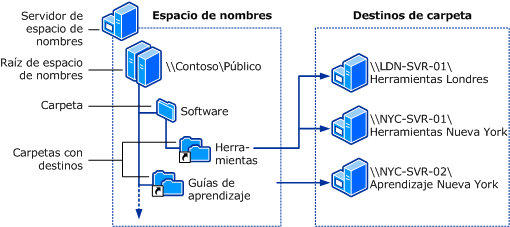 Servidor de
espacio de
nombres
Raíz de espacio
de nombres
Carpeta
Carpetas con
destinos
Espacio de nombres
\\Contoso\Público
Software
Herra-
mientas
Guías de
aprendizaje
Destinos de carpeta
\\LDN-SVR-01\
Herramientas Londres
\\NYC-SVR-01\
Herramientas Nueva York
\\NYC-SVR-02\
Aprendizaje Nueva York